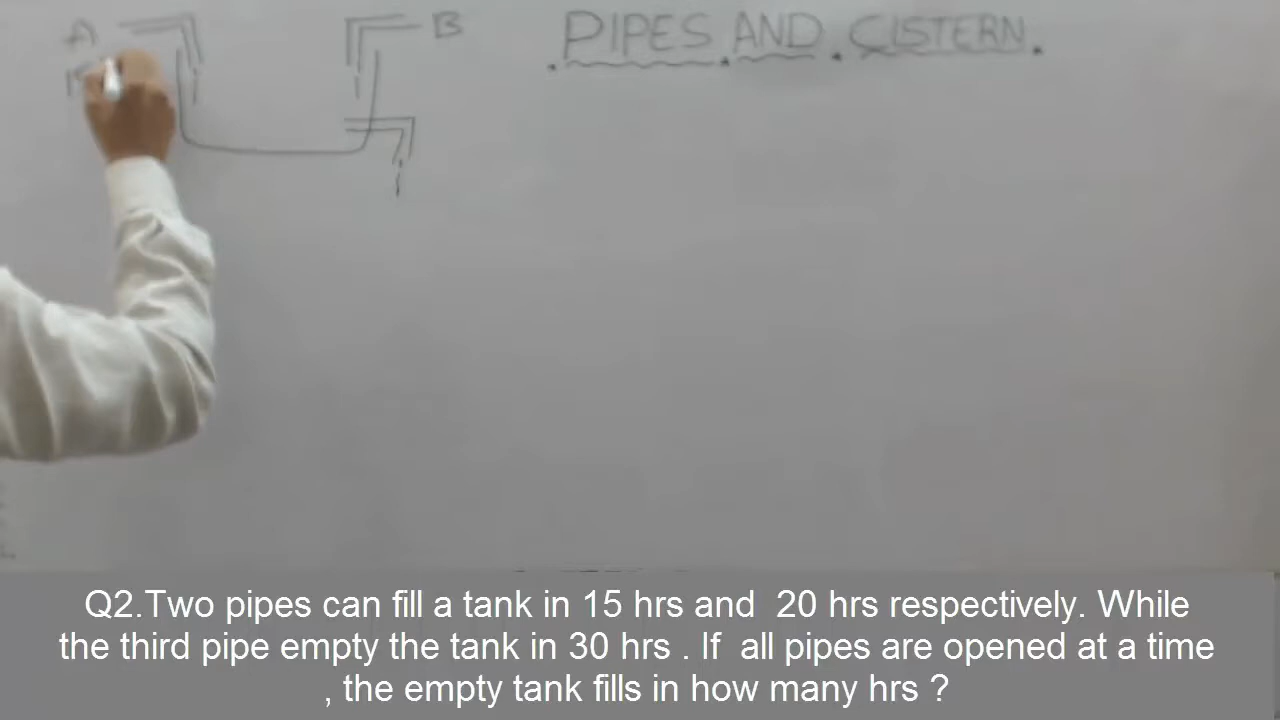 A
B
PIPES AND CISTERN.
Q2.Two pipes can fill a tank in 15 hrs and 20 hrs respectively. While
the third pipe empty the tank in 30 hrs . If all pipes are opened at a time
, the empty tank fills in how many hrs ?